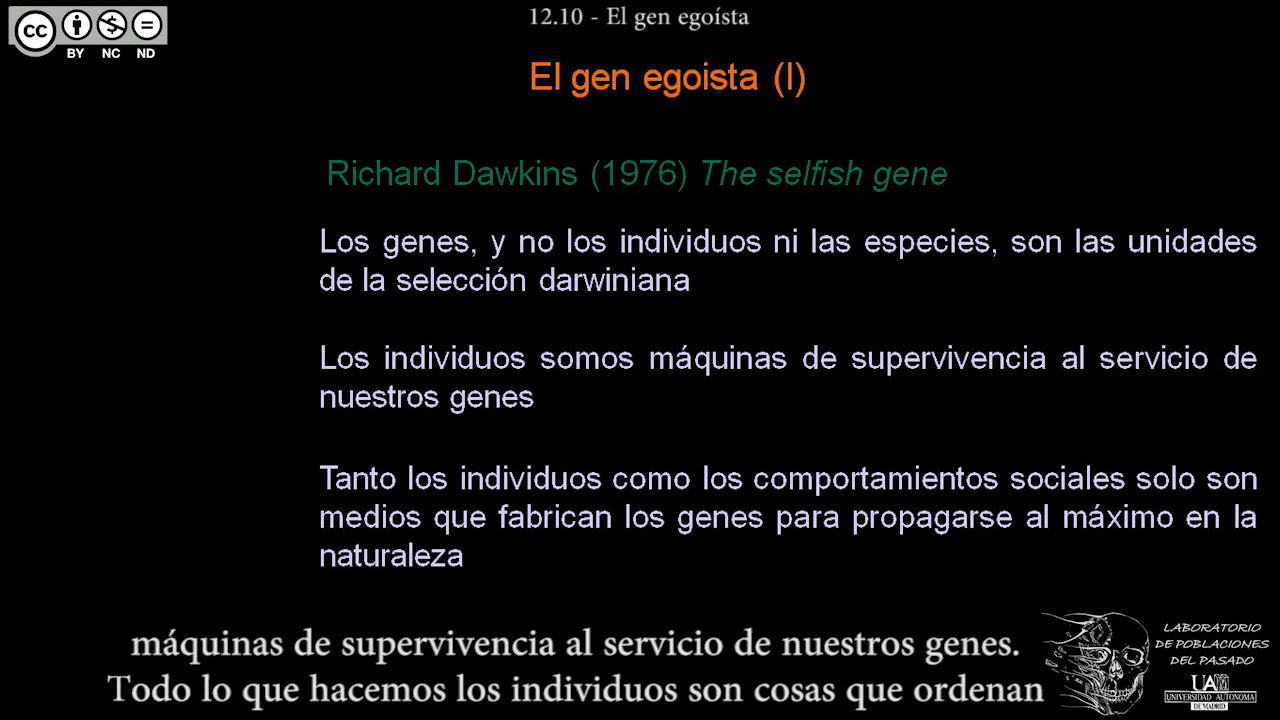 12.10 - El gen egoísta
CC
BY NC ND
El gen egoista (I)
Richard Dawkins (1976) The selfish gene
Los genes, y no los individuos ni las especies, son las unidades
de la selección darwiniana
Los individuos somos máquinas de supervivencia al servicio de
nuestros genes
Tanto los individuos como los comportamientos sociales solo son
medios que fabrican los genes para propagarse al máximo en la
naturaleza
máquinas de supervivencia al servicio de nuestros genes.
Todo lo que hacemos los individuos son cosas que ordenan
LABORATORIO
DE POBLACIONES
DEL PASADO
UAM
UNIVERSIDAD AUTONOMA
DE MADRID